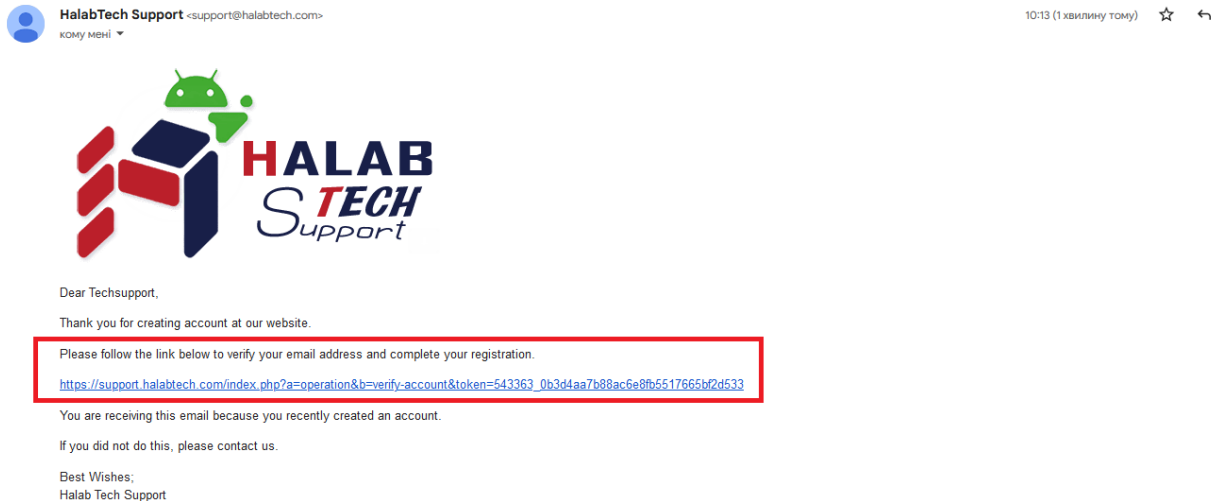 HalabTech Support <support@halabtech.com>
10:13 (1 хвилину тому)
кому мені
HALAB
TECH
Support
Dear Techsupport,
Thank you for creating account at our website.
Please follow the link below to verify your email address and complete your registration.
https://support.halabtech.com/index.php?a=operation&b=verify-account&token=543363_0b3d4aa7b88ac6e8fb5517665bf2d533
You are receiving this email because you recently created an account.
If you did not do this, please contact us.
Best Wishes;
Halab Tech Support